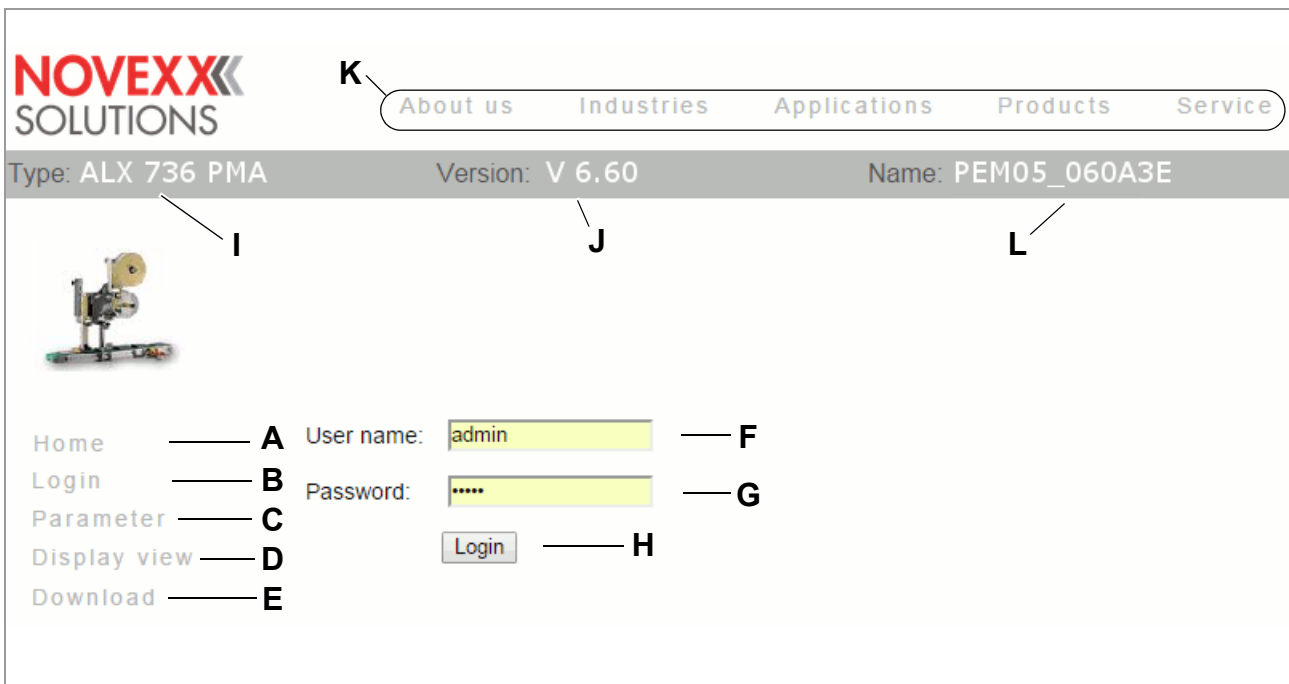 NOVEXX
SOLUTIONS
K
About us Industries Applications Products Service
Type: ALX 736 PMA Version: V 6.60 Name: PEM05_060A3E
I J L
Home A User name: admin F
Login B Password: ••••• G
Parameter C
Display view D Login H
Download E